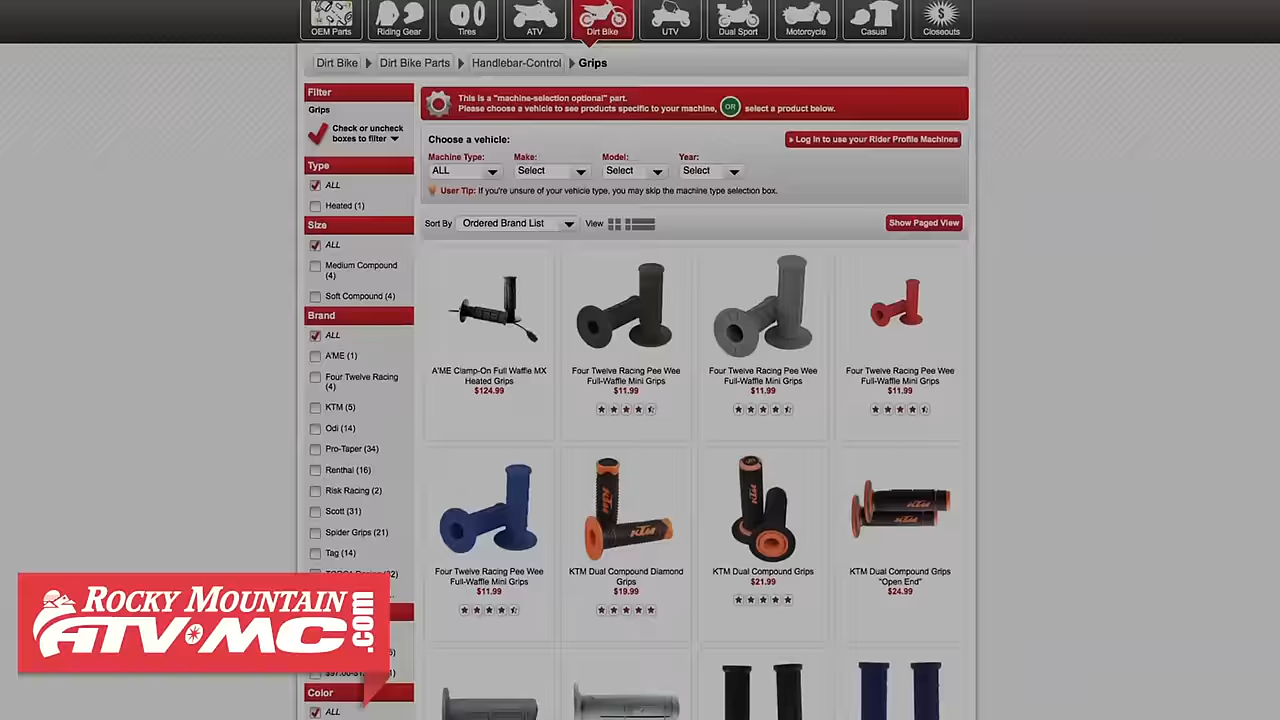 OEM Parts
Riding Gear
Tires
ATV
Dirt Bike
UTV
Dual Sport
Motorcycle
Casual
$
Closeouts
Dirt Bike
Dirt Bike Parts
Handlebar-Control
Grips
Filter
Grips
Check or uncheck
boxes to filter
Type
ALL
Heated (1)
Size
ALL
Medium Compound
(4)
Soft Compound (4)
Brand
ALL
A'ME (1)
Four Twelve Racing
(4)
KTM (5)
Odi (14)
Pro-Taper (34)
Renthal (16)
Risk Racing (2)
Scott (31)
Spider Grips (21)
Tag (14)
Color
ALL
This is a "machine-selection optional" part.
Please choose a vehicle to see products specific to your machine, OR select a product below.
Choose a vehicle:
Log in to use your Rider Profile Machines
Machine Type: Make: Model: Year:
ALL Select Select Select
User Tip: If you're unsure of your vehicle type, you may skip the machine type selection box.
Sort By Ordered Brand List View
Show Paged View
A'ME Clamp-On Full Waffle MX
Heated Grips
$124.99
Four Twelve Racing Pee Wee
Full-Waffle Mini Grips
$11.99
Four Twelve Racing Pee Wee
Full-Waffle Mini Grips
$11.99
Four Twelve Racing Pee Wee
Full-Waffle Mini Grips
$11.99
Four Twelve Racing Pee Wee
Full-Waffle Mini Grips
$11.99
KTM
KTM
KTM Dual Compound Diamond
Grips
$19.99
KTM
KTM Dual Compound Grips
$21.99
KTM
KTM
KTM Dual Compound Grips
"Open End"
$24.99
ROCKY MOUNTAIN
ATV MC
.com